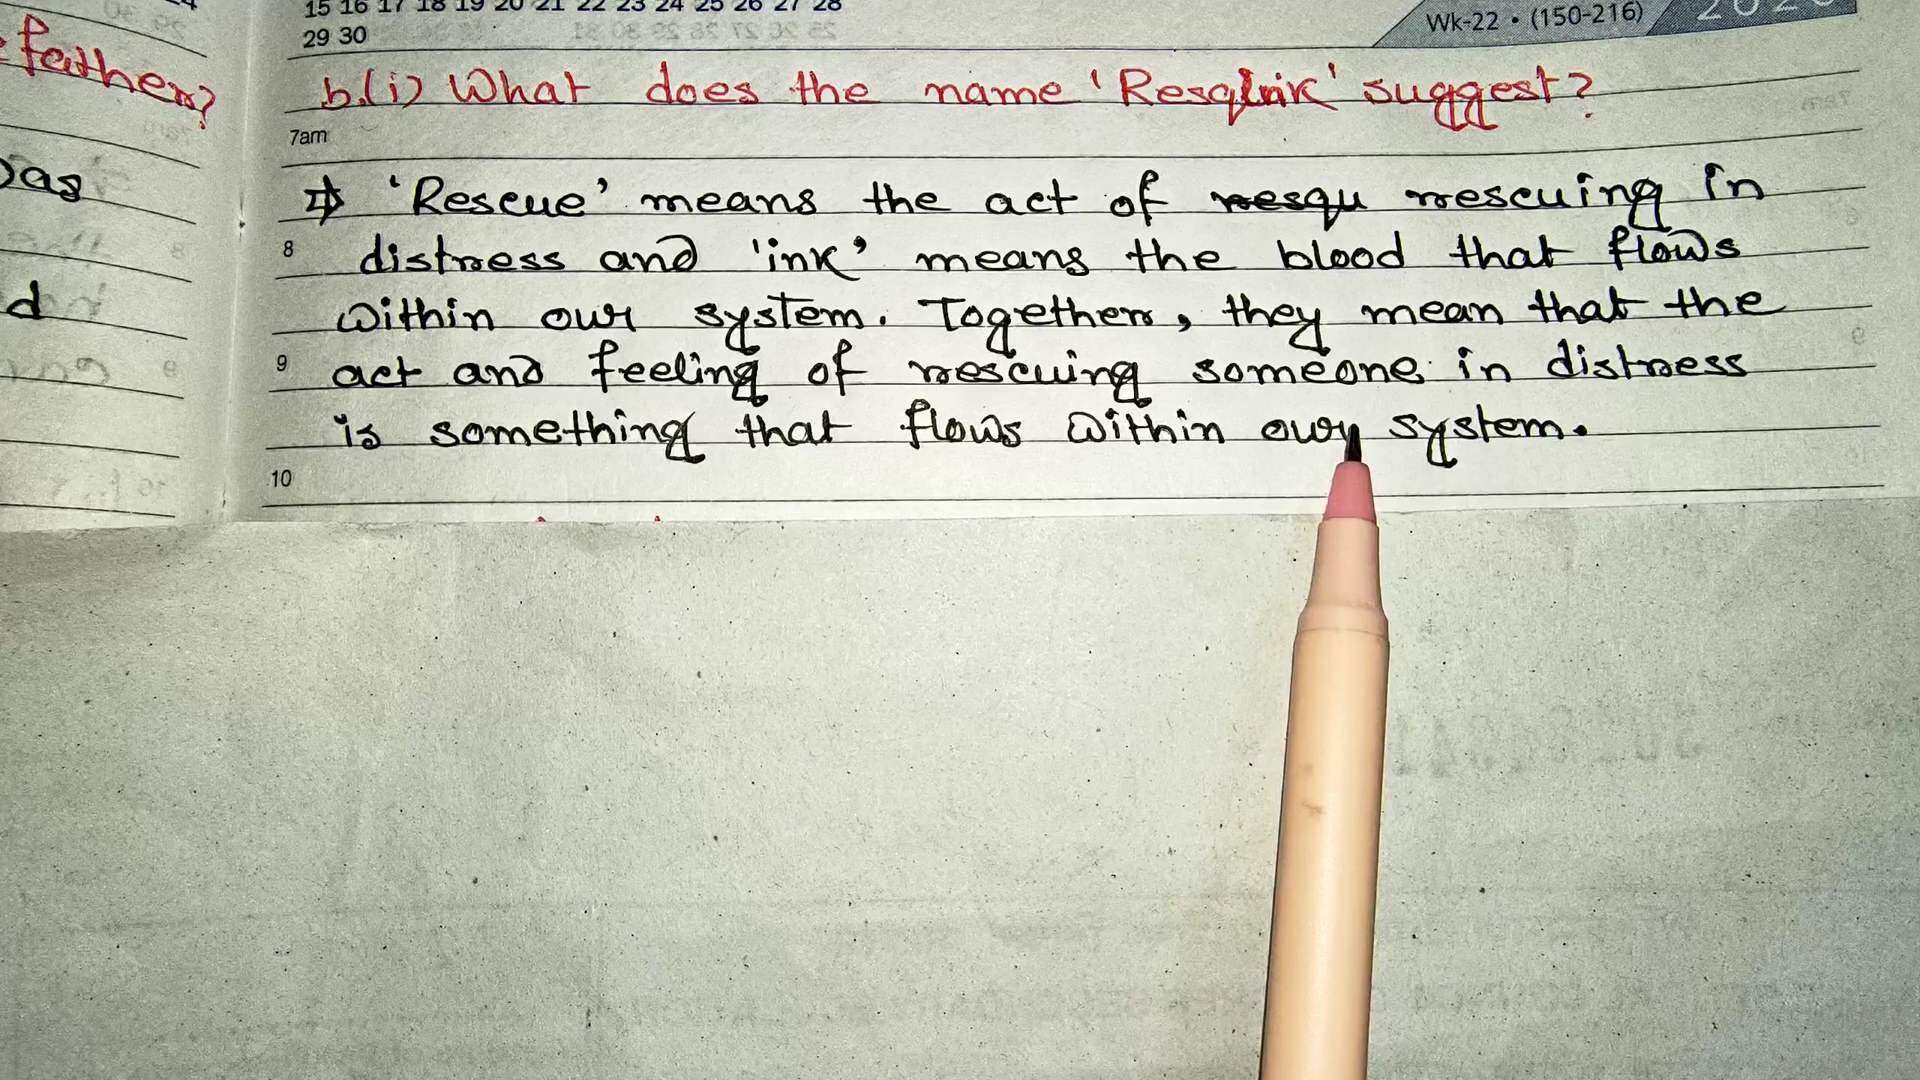 15 16 17 18 19 20 21 22 23 24 25 26 27 28
29 30
Wk-22 • (150-216)
father?
b.(i) What does the name 'Resqink' suggest?
7am
⇒ 'Rescue' means the act of resqu rescuing in
8 distress and 'ink' means the blood that flows
d
within our system. Together, they mean that the
9 act and feeling of rescuing someone in distress
is something that flows within our system.
10